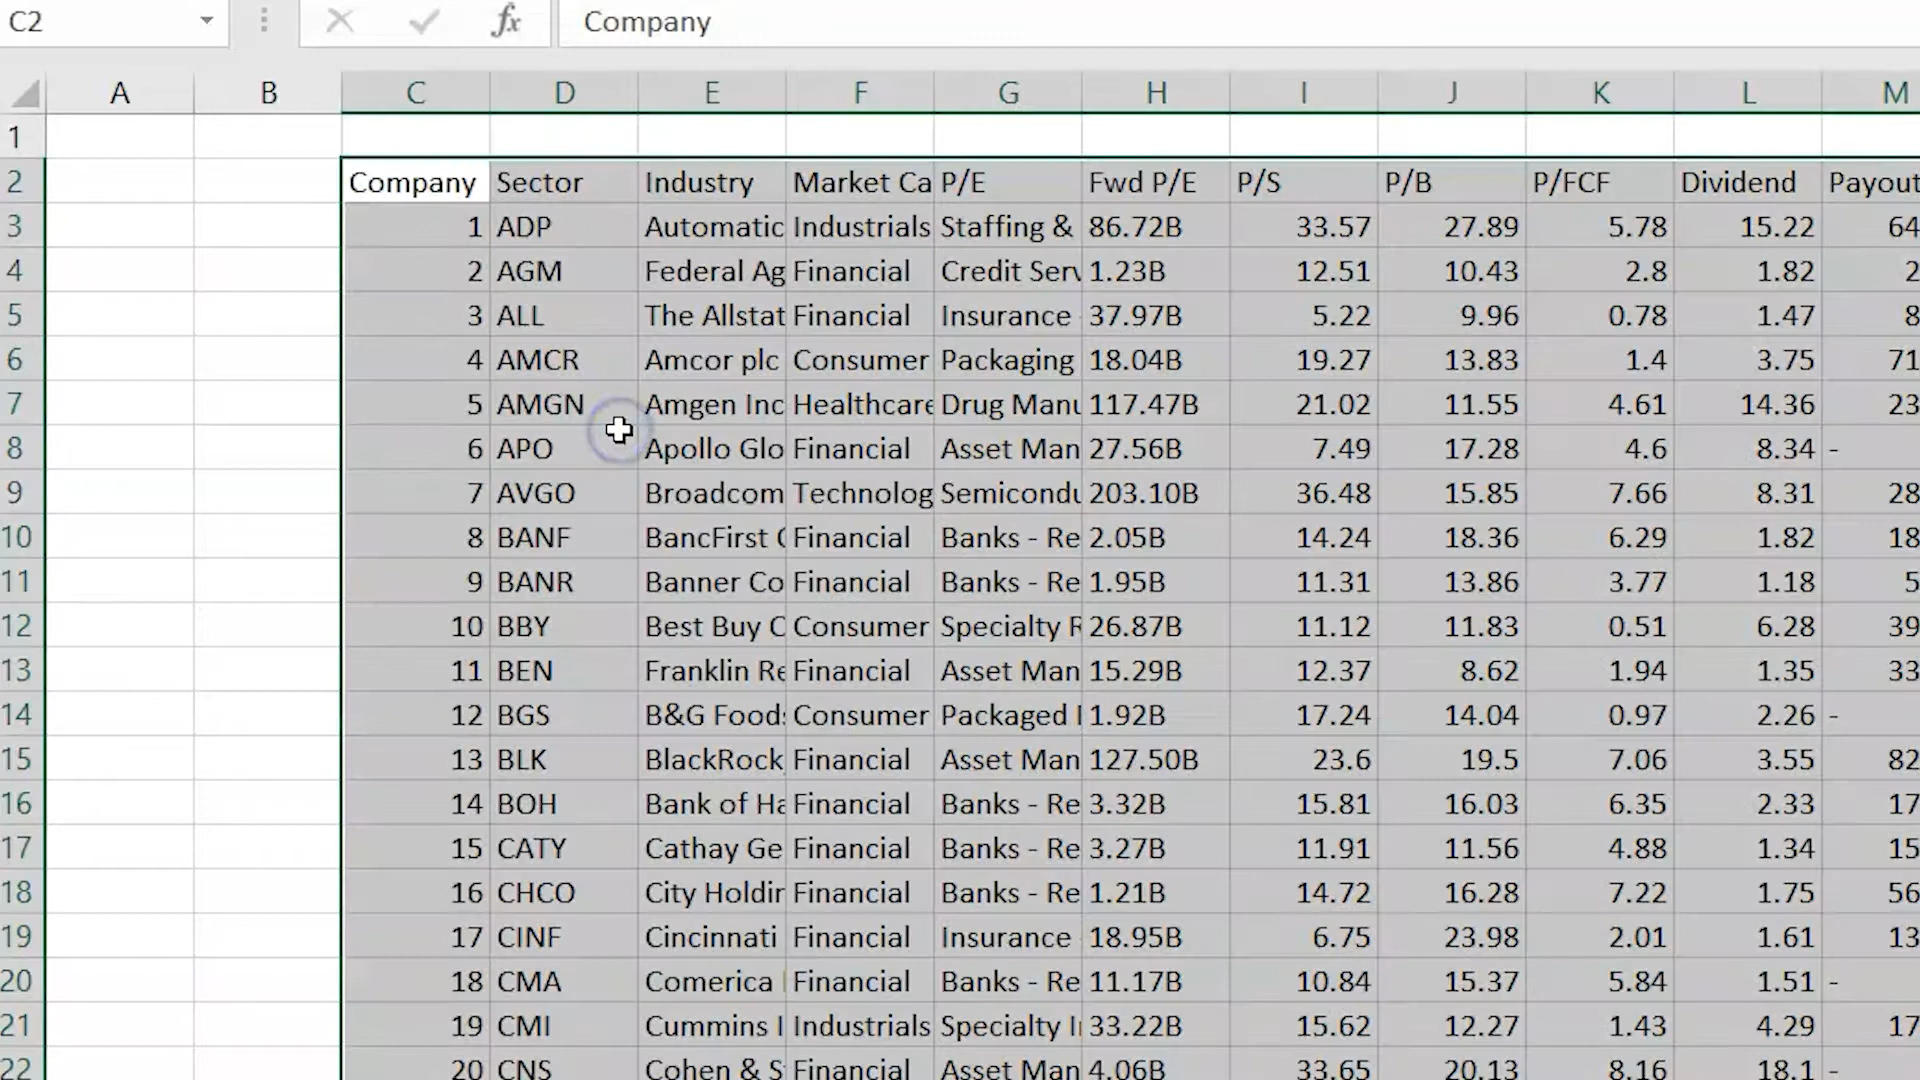 C2 fx Company
A B C D E F G H I J K L M
1
2 Company Sector Industry Market Ca P/E Fwd P/E P/S P/B P/FCF Dividend Payout
3 1 ADP Automatic Industrials Staffing & 86.72B 33.57 27.89 5.78 15.22 64
4 2 AGM Federal Ag Financial Credit Serv 1.23B 12.51 10.43 2.8 1.82 2
5 3 ALL The Allstat Financial Insurance 37.97B 5.22 9.96 0.78 1.47 8
6 4 AMCR Amcor plc Consumer Packaging 18.04B 19.27 13.83 1.4 3.75 71
7 5 AMGN Amgen Inc Healthcare Drug Manu 117.47B 21.02 11.55 4.61 14.36 23
8 6 APO Apollo Glo Financial Asset Man 27.56B 7.49 17.28 4.6 8.34 -
9 7 AVGO Broadcom Technolog Semicondu 203.10B 36.48 15.85 7.66 8.31 28
10 8 BANF BancFirst C Financial Banks - Re 2.05B 14.24 18.36 6.29 1.82 18
11 9 BANR Banner Co Financial Banks - Re 1.95B 11.31 13.86 3.77 1.18 5
12 10 BBY Best Buy C Consumer Specialty R 26.87B 11.12 11.83 0.51 6.28 39
13 11 BEN Franklin Re Financial Asset Man 15.29B 12.37 8.62 1.94 1.35 33
14 12 BGS B&G Foods Consumer Packaged 1.92B 17.24 14.04 0.97 2.26 -
15 13 BLK BlackRock, Financial Asset Man 127.50B 23.6 19.5 7.06 3.55 82
16 14 BOH Bank of Ha Financial Banks - Re 3.32B 15.81 16.03 6.35 2.33 17
17 15 CATY Cathay Ge Financial Banks - Re 3.27B 11.91 11.56 4.88 1.34 15
18 16 CHCO City Holdin Financial Banks - Re 1.21B 14.72 16.28 7.22 1.75 56
19 17 CINF Cincinnati Financial Insurance 18.95B 6.75 23.98 2.01 1.61 13
20 18 CMA Comerica Financial Banks - Re 11.17B 10.84 15.37 5.84 1.51 -
21 19 CMI Cummins I Industrials Specialty In 33.22B 15.62 12.27 1.43 4.29 17
22 20 CNS Cohen & S Financial Asset Man 4.06B 33.65 20.13 8.16 18.1 -